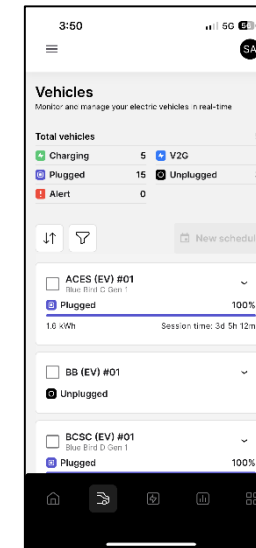 3:50
5G
SA
Vehicles
Monitor and manage your electric vehicles in real-time
Total vehicles
Charging 5 V2G
Plugged 15 Unplugged
Alert 0
New schedul
ACES (EV) #01
Blue Bird C Gen 1
Plugged 100%
1.6 kWh Session time: 3d 5h 12m
BB (EV) #01
Unplugged
BCSC (EV) #01
Blue Bird D Gen 1
Plugged 100%